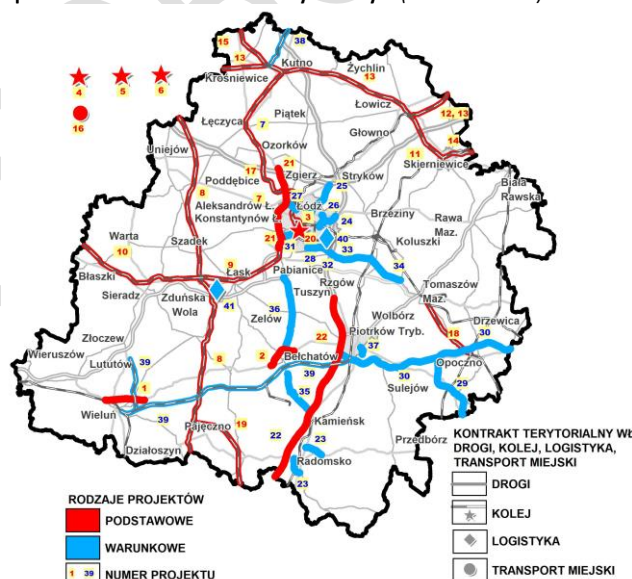 15
13
38
Krośniewice
Kutno
Żychlin
13
4
5
6
16
Łęczyca
Piątek
7
Łowicz
12, 13
Głowno
14
11
Skierniewice
Uniejów
Ozorków
17
21
Zgierz
Stryków
Biała
Rawska
Poddębice
8
7
27
25
Aleksandrów Ł.
Łódź
26
Konstantynów Ł.
3
24
Brzeziny
Rawa
Maz.
Warta
10
Szadek
21
20
40
31
33
Koluszki
28
32
34
9
Łask
Pabianice
Błaszki
Sieradz
Zduńska
Wola
41
Rzgów
Tuszyn
Tomaszów
Maz.
Zelów
36
Wolbórz
18
Drzewica
30
Złoczew
22
Piotrków Tryb.
37
Wieruszów
Lututów
39
8
2
Bełchatów
Opoczno
39
30
Sulejów
29
1
35
Wieluń
39
Pajęczno
19
Kamieńsk
22
23
Przedbórz
Działoszyn
Radomsko
23
KONTRAKT TERYTORIALNY
DROGI, KOLEJ, LOGISTYKA,
TRANSPORT MIEJSKI
DROGI
KOLEJ
LOGISTYKA
TRANSPORT MIEJSKI
RODZAJE PROJEKTÓW
PODSTAWOWE
WARUNKOWE
1 39 NUMER PROJEKTU